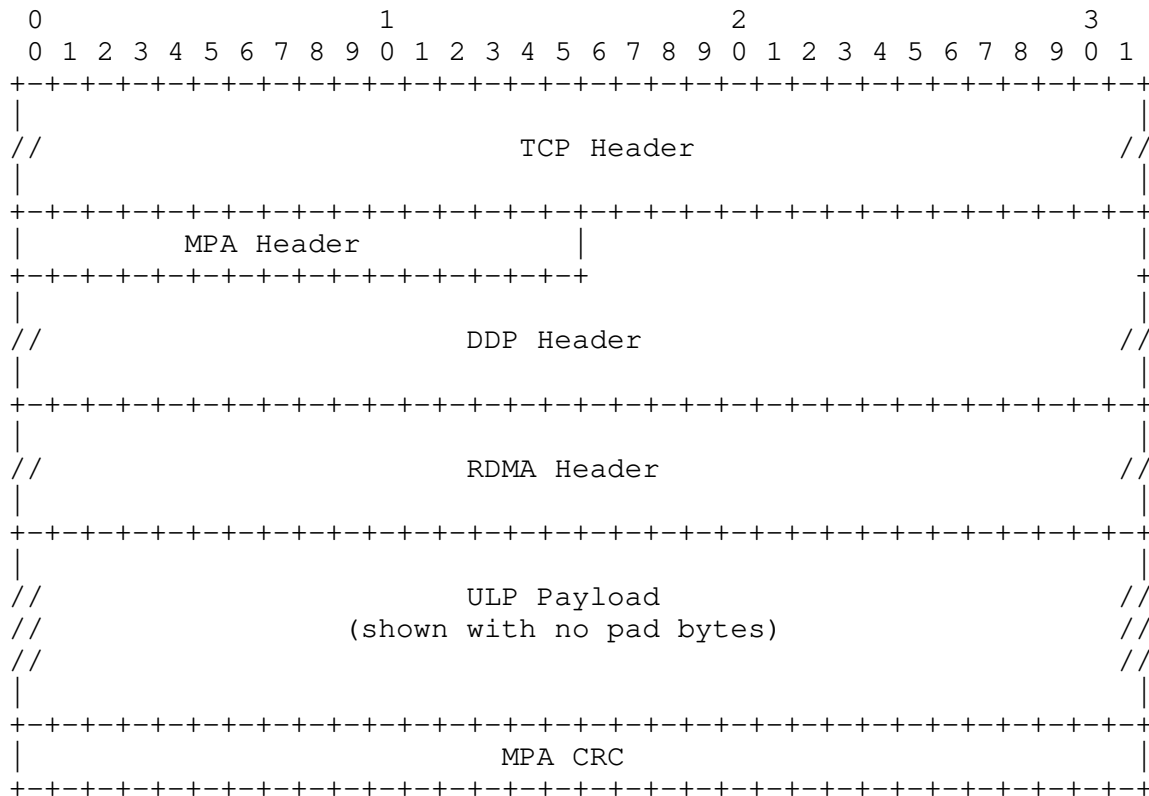 0                   1                   2                   3
 0 1 2 3 4 5 6 7 8 9 0 1 2 3 4 5 6 7 8 9 0 1 2 3 4 5 6 7 8 9 0 1
+-+-+-+-+-+-+-+-+-+-+-+-+-+-+-+-+-+-+-+-+-+-+-+-+-+-+-+-+-+-+-+-+
|                                                               |
//                           TCP Header                        //
|                                                               |
+-+-+-+-+-+-+-+-+-+-+-+-+-+-+-+-+-+-+-+-+-+-+-+-+-+-+-+-+-+-+-+-+
|         MPA Header            |                               |
+-+-+-+-+-+-+-+-+-+-+-+-+-+-+-+-+                               +
|                                                               |
//                        DDP Header                           //
|                                                               |
+-+-+-+-+-+-+-+-+-+-+-+-+-+-+-+-+-+-+-+-+-+-+-+-+-+-+-+-+-+-+-+-+
|                                                               |
//                        RDMA Header                          //
|                                                               |
+-+-+-+-+-+-+-+-+-+-+-+-+-+-+-+-+-+-+-+-+-+-+-+-+-+-+-+-+-+-+-+-+
|                                                               |
//                        ULP Payload                          //
//                 (shown with no pad bytes)                   //
//                                                             //
|                                                               |
+-+-+-+-+-+-+-+-+-+-+-+-+-+-+-+-+-+-+-+-+-+-+-+-+-+-+-+-+-+-+-+-+
|                           MPA CRC                             |
+-+-+-+-+-+-+-+-+-+-+-+-+-+-+-+-+-+-+-+-+-+-+-+-+-+-+-+-+-+-+-+-+